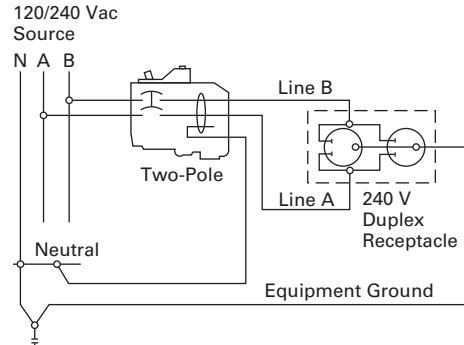 120/240 Vac
Source
N A B
Line B
Two-Pole
Line A
240 V
Duplex
Receptacle
Neutral
Equipment Ground